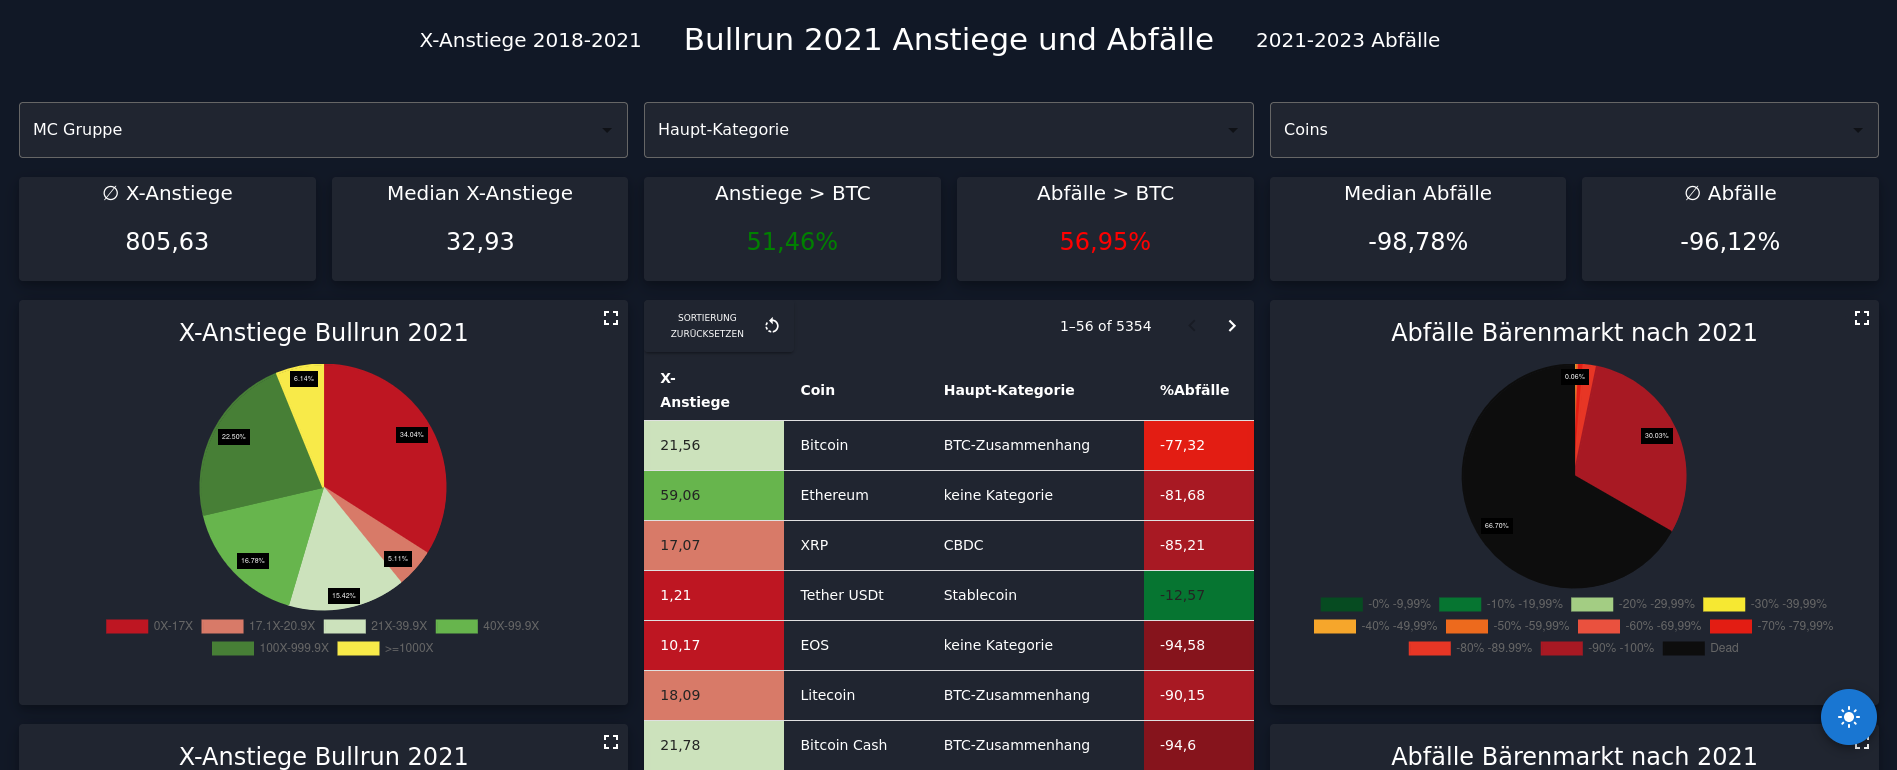 X-Anstiege 2018-2021
Bullrun 2021 Anstiege und Abfälle
2021-2023 Abfälle
MC Gruppe
Haupt-Kategorie
Coins
∅ X-Anstiege
805,63
Median X-Anstiege
32,93
Anstiege > BTC
51,46%
Abfälle > BTC
56,95%
Median Abfälle
-98,78%
∅ Abfälle
-96,12%
X-Anstiege Bullrun 2021
6.14%
34.04%
22.50%
5.11%
16.78%
15.42%
0X-17X
17.1X-20.9X
21X-39.9X
40X-99.9X
100X-999.9X
>=1000X
SORTIERUNG
ZURÜCKSETZEN
1–56 of 5354
X-
Anstiege
Coin
Haupt-Kategorie
%Abfälle
21,56 Bitcoin BTC-Zusammenhang -77,32
59,06 Ethereum keine Kategorie -81,68
17,07 XRP CBDC -85,21
1,21 Tether USDt Stablecoin -12,57
10,17 EOS keine Kategorie -94,58
18,09 Litecoin BTC-Zusammenhang -90,15
21,78 Bitcoin Cash BTC-Zusammenhang -94,6
Abfälle Bärenmarkt nach 2021
0.06%
30.03%
66.70%
-0% -9,99%
-10% -19,99%
-20% -29,99%
-30% -39,99%
-40% -49,99%
-50% -59,99%
-60% -69,99%
-70% -79,99%
-80% -89.99%
-90% -100%
Dead
X-Anstiege Bullrun 2021
Abfälle Bärenmarkt nach 2021